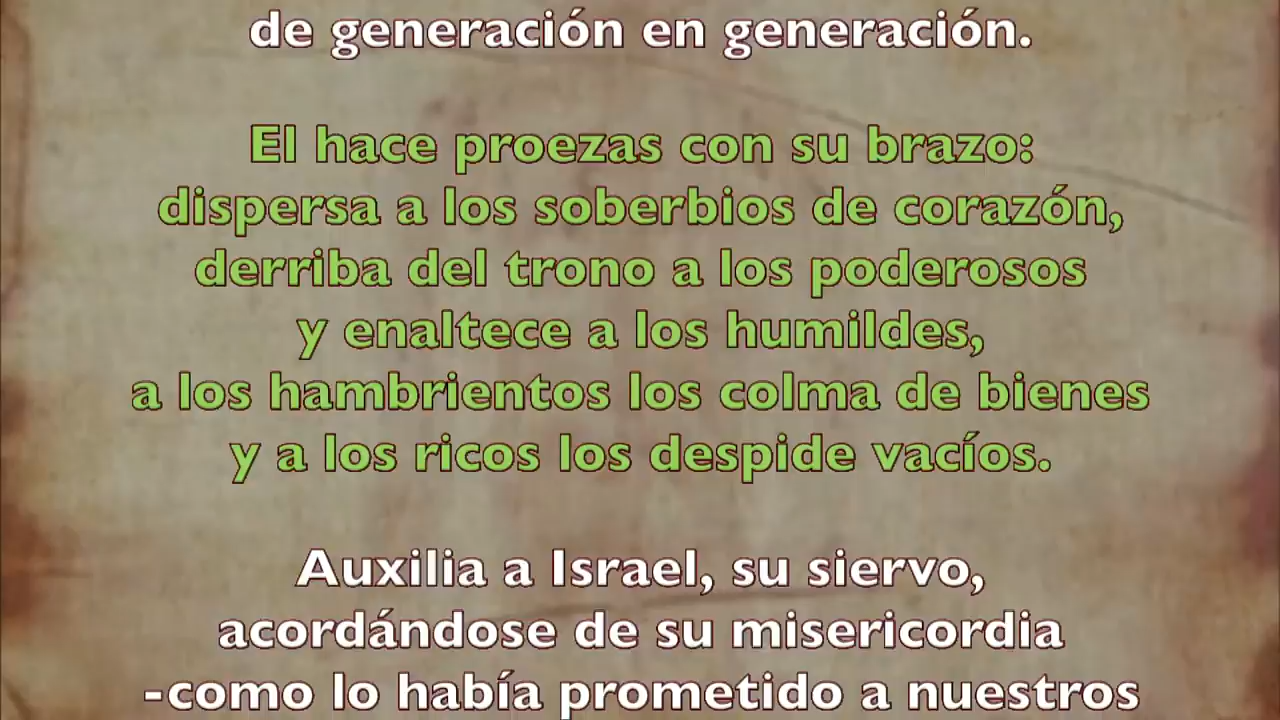 de generación en generación.
El hace proezas con su brazo:
dispersa a los soberbios de corazón,
derriba del trono a los poderosos
y enaltece a los humildes,
a los hambrientos los colma de bienes
y a los ricos los despide vacíos.
Auxilia a Israel, su siervo,
acordándose de su misericordia
-como lo había prometido a nuestros